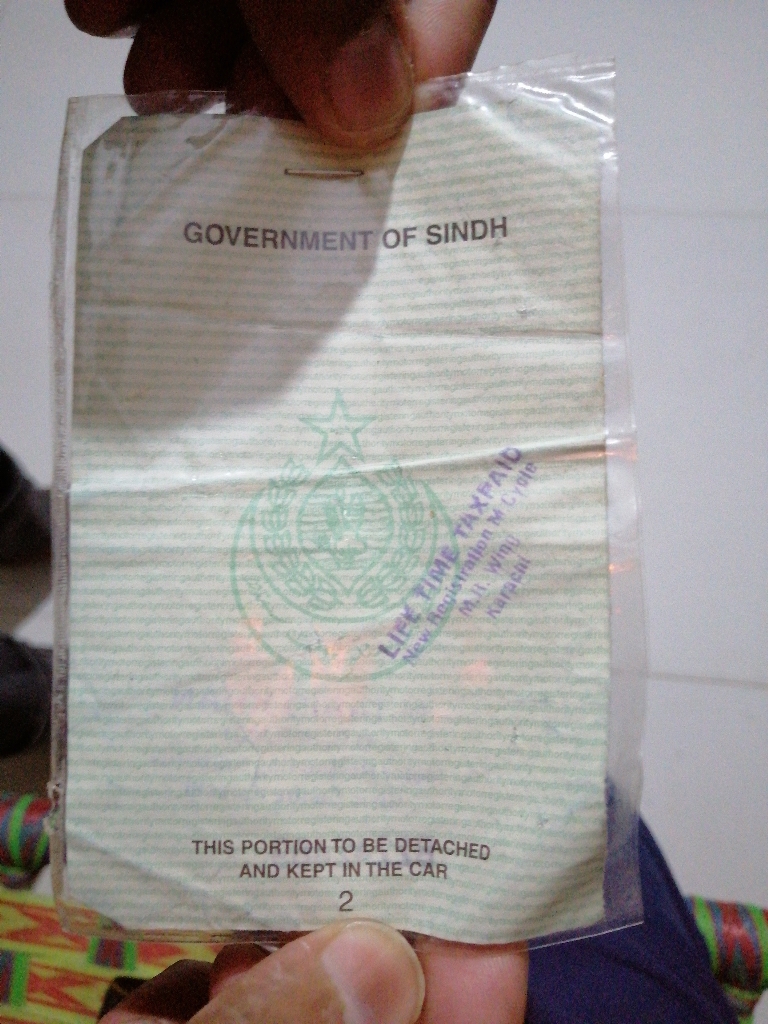 GOVERNMENT OF SINDH
LIFE TIME TAXPAID
New Registration M Cycle
M.R. Wing
Karachi
THIS PORTION TO BE DETACHED
AND KEPT IN THE CAR
2